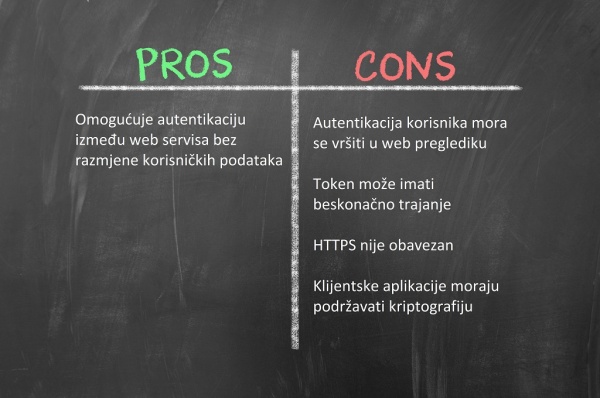 PROS
CONS
Omogućuje autentikaciju
između web servisa bez
razmjene korisničkih podataka
Autentikacija korisnika mora
se vršiti u web preglediku
Token može imati
beskonačno trajanje
HTTPS nije obavezan
Klijentske aplikacije moraju
podržavati kriptografiju